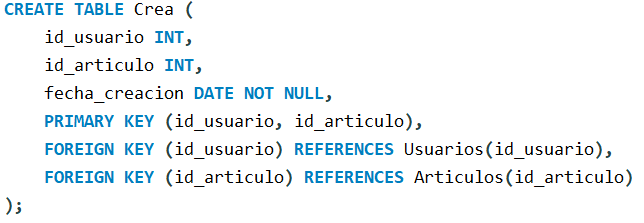 CREATE TABLE Crea (
    id_usuario INT,
    id_articulo INT,
    fecha_creacion DATE NOT NULL,
    PRIMARY KEY (id_usuario, id_articulo),
    FOREIGN KEY (id_usuario) REFERENCES Usuarios(id_usuario),
    FOREIGN KEY (id_articulo) REFERENCES Articulos(id_articulo)
);